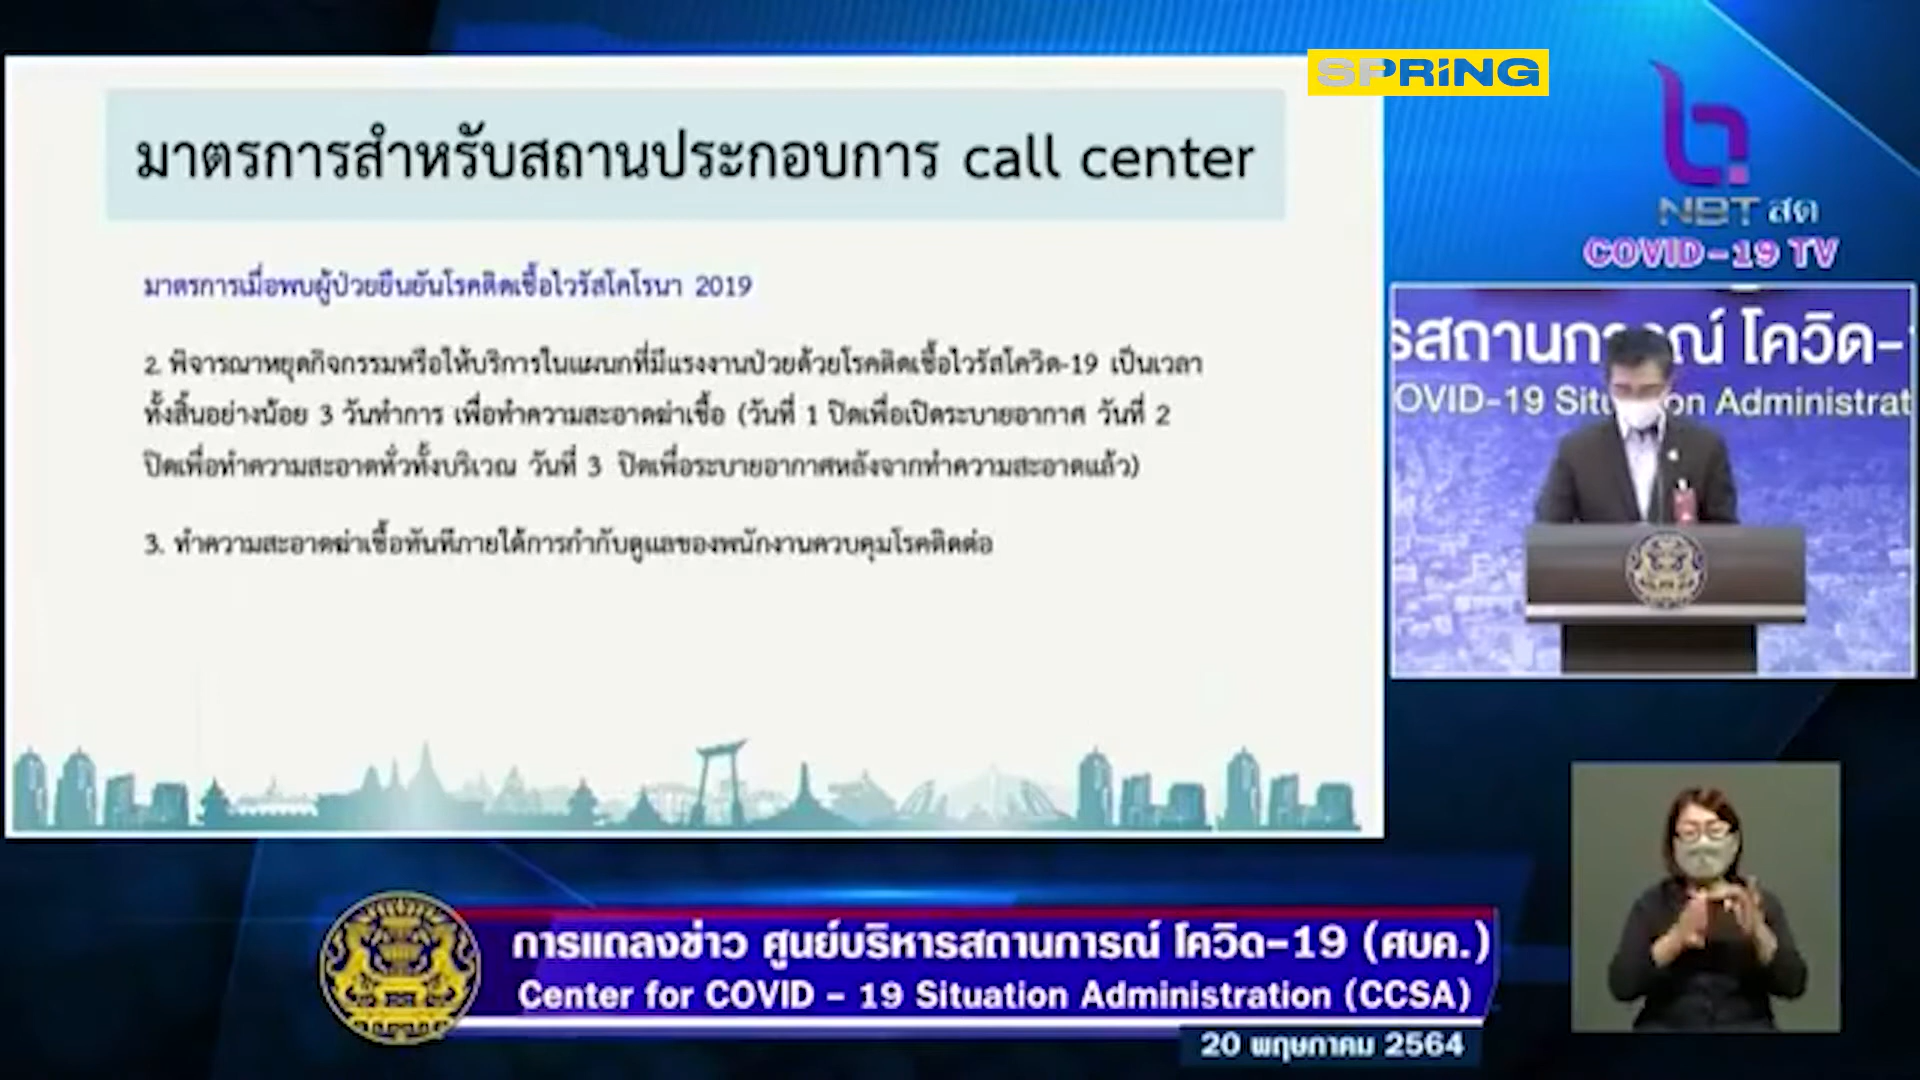 SPRiNG
มาตรการสำหรับสถานประกอบการ call center
มาตรการเมื่อพบผู้ป่วยยืนยันโรคติดเชื้อไวรัสโคโรนา 2019
2. พิจารณาหยุดกิจกรรมหรือให้บริการในแผนกที่มีแรงงานป่วยด้วยโรคติดเชื้อไวรัสโควิด-19 เป็นเวลา
ทั้งสิ้นอย่างน้อย 3 วันทำการ เพื่อทำความสะอาดฆ่าเชื้อ (วันที่ 1 ปิดเพื่อเปิดระบายอากาศ วันที่ 2
ปิดเพื่อทำความสะอาดทั่วทั้งบริเวณ วันที่ 3 ปิดเพื่อระบายอากาศหลังจากทำความสะอาดแล้ว)
3. ทำความสะอาดฆ่าเชื้อทันทีภายใต้การกำกับดูแลของพนักงานควบคุมโรคติดต่อ
NBT สด
COVID-19 TV
รสถานการณ์ โควิด-1
OVID-19 Situation Administrat
การแถลงข่าว ศูนย์บริหารสถานการณ์ โควิด-19 (ศบค.)
Center for COVID - 19 Situation Administration (CCSA)
20 พฤษภาคม 2564